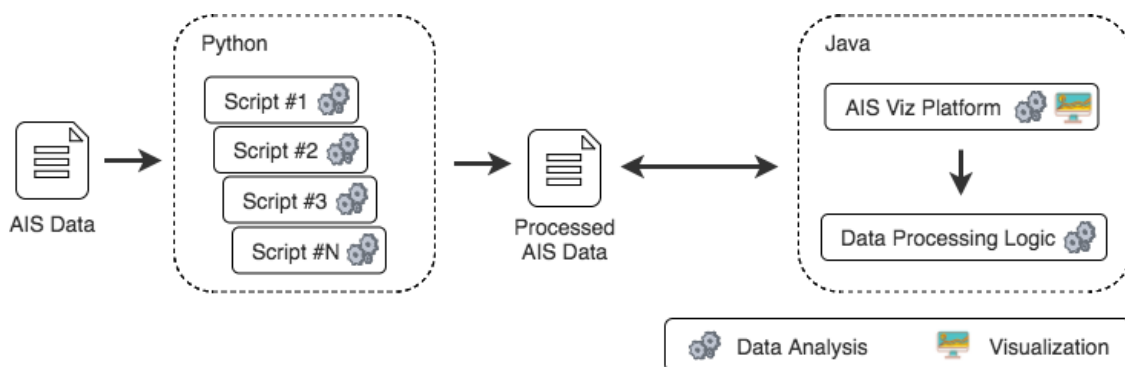 Python
Java
Script #1
AIS Viz Platform
Script #2
Script #3
AIS Data
Processed
AIS Data
Data Processing Logic
Script #N
Data Analysis
Visualization